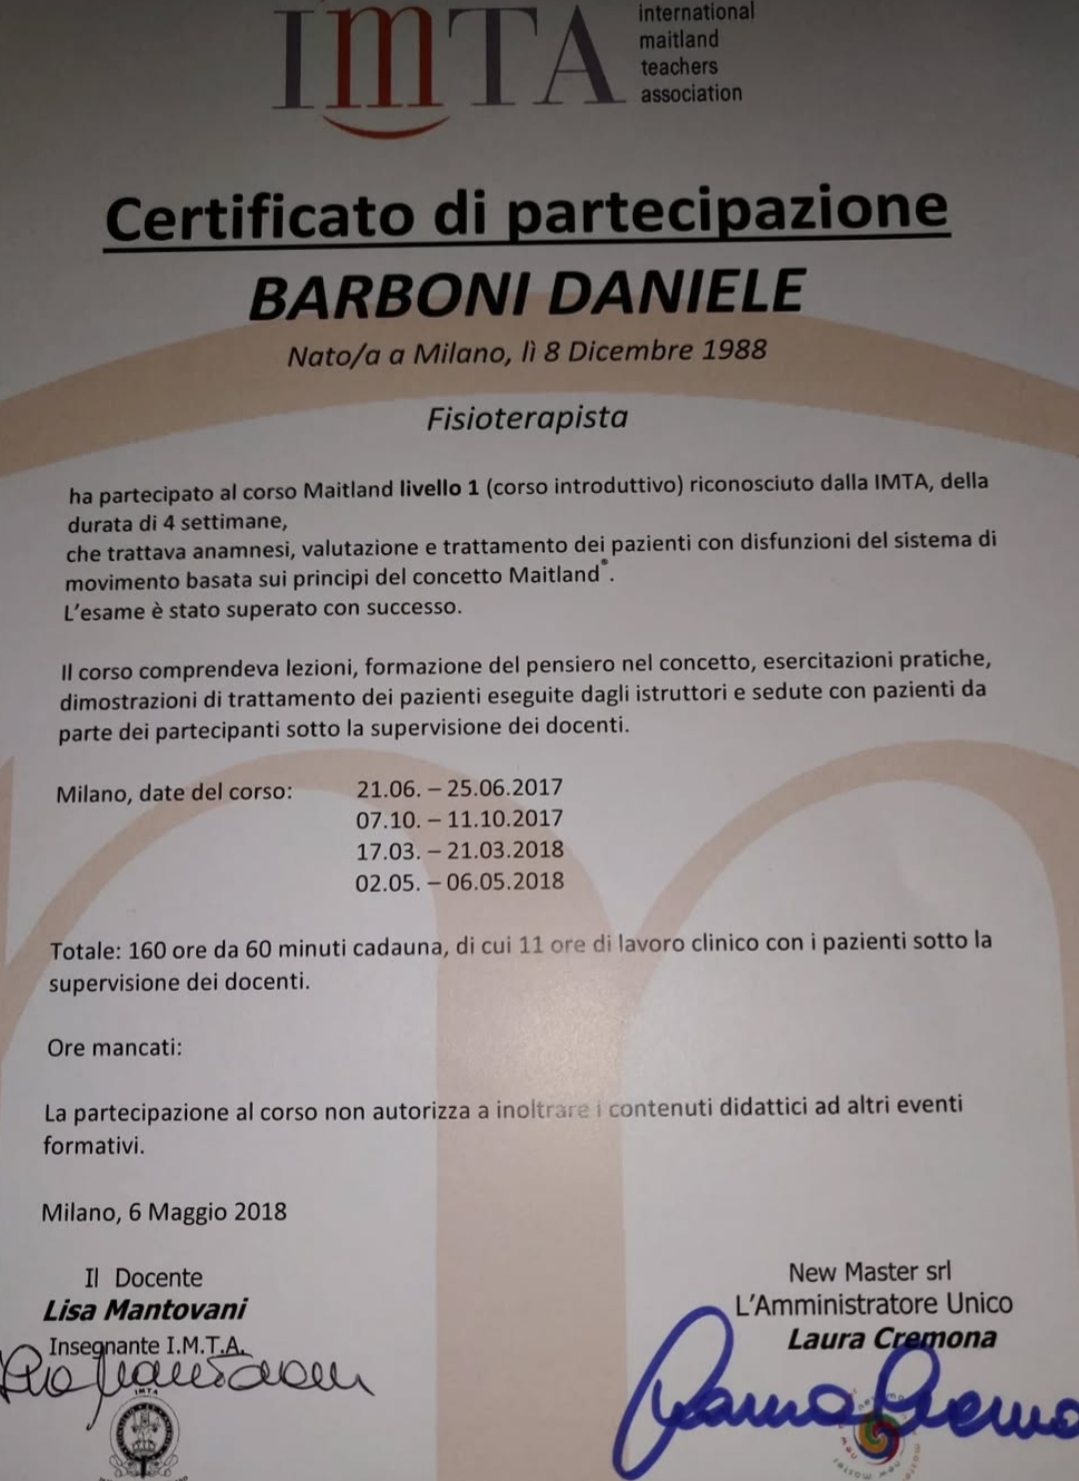 IMTA
international
maitland
teachers
association
Certificato di partecipazione
BARBONI DANIELE
Nato/a a Milano, lì 8 Dicembre 1988
Fisioterapista
ha partecipato al corso Maitland livello 1 (corso introduttivo) riconosciuto dalla IMTA, della
durata di 4 settimane,
che trattava anamnesi, valutazione e trattamento dei pazienti con disfunzioni del sistema di
movimento basata sui principi del concetto Maitland®.
L'esame è stato superato con successo.
Il corso comprendeva lezioni, formazione del pensiero nel concetto, esercitazioni pratiche,
dimostrazioni di trattamento dei pazienti eseguite dagli istruttori e sedute con pazienti da
parte dei partecipanti sotto la supervisione dei docenti.
Milano, date del corso: 21.06. – 25.06.2017
07.10. – 11.10.2017
17.03. – 21.03.2018
02.05. – 06.05.2018
Totale: 160 ore da 60 minuti cadauna, di cui 11 ore di lavoro clinico con i pazienti sotto la
supervisione dei docenti.
Ore mancati:
La partecipazione al corso non autorizza a inoltrare i contenuti didattici ad altri eventi
formativi.
Milano, 6 Maggio 2018
Il Docente
Lisa Mantovani
Insegnante I.M.T.A.
IMTA
New Master srl
L'Amministratore Unico
Laura Cremona